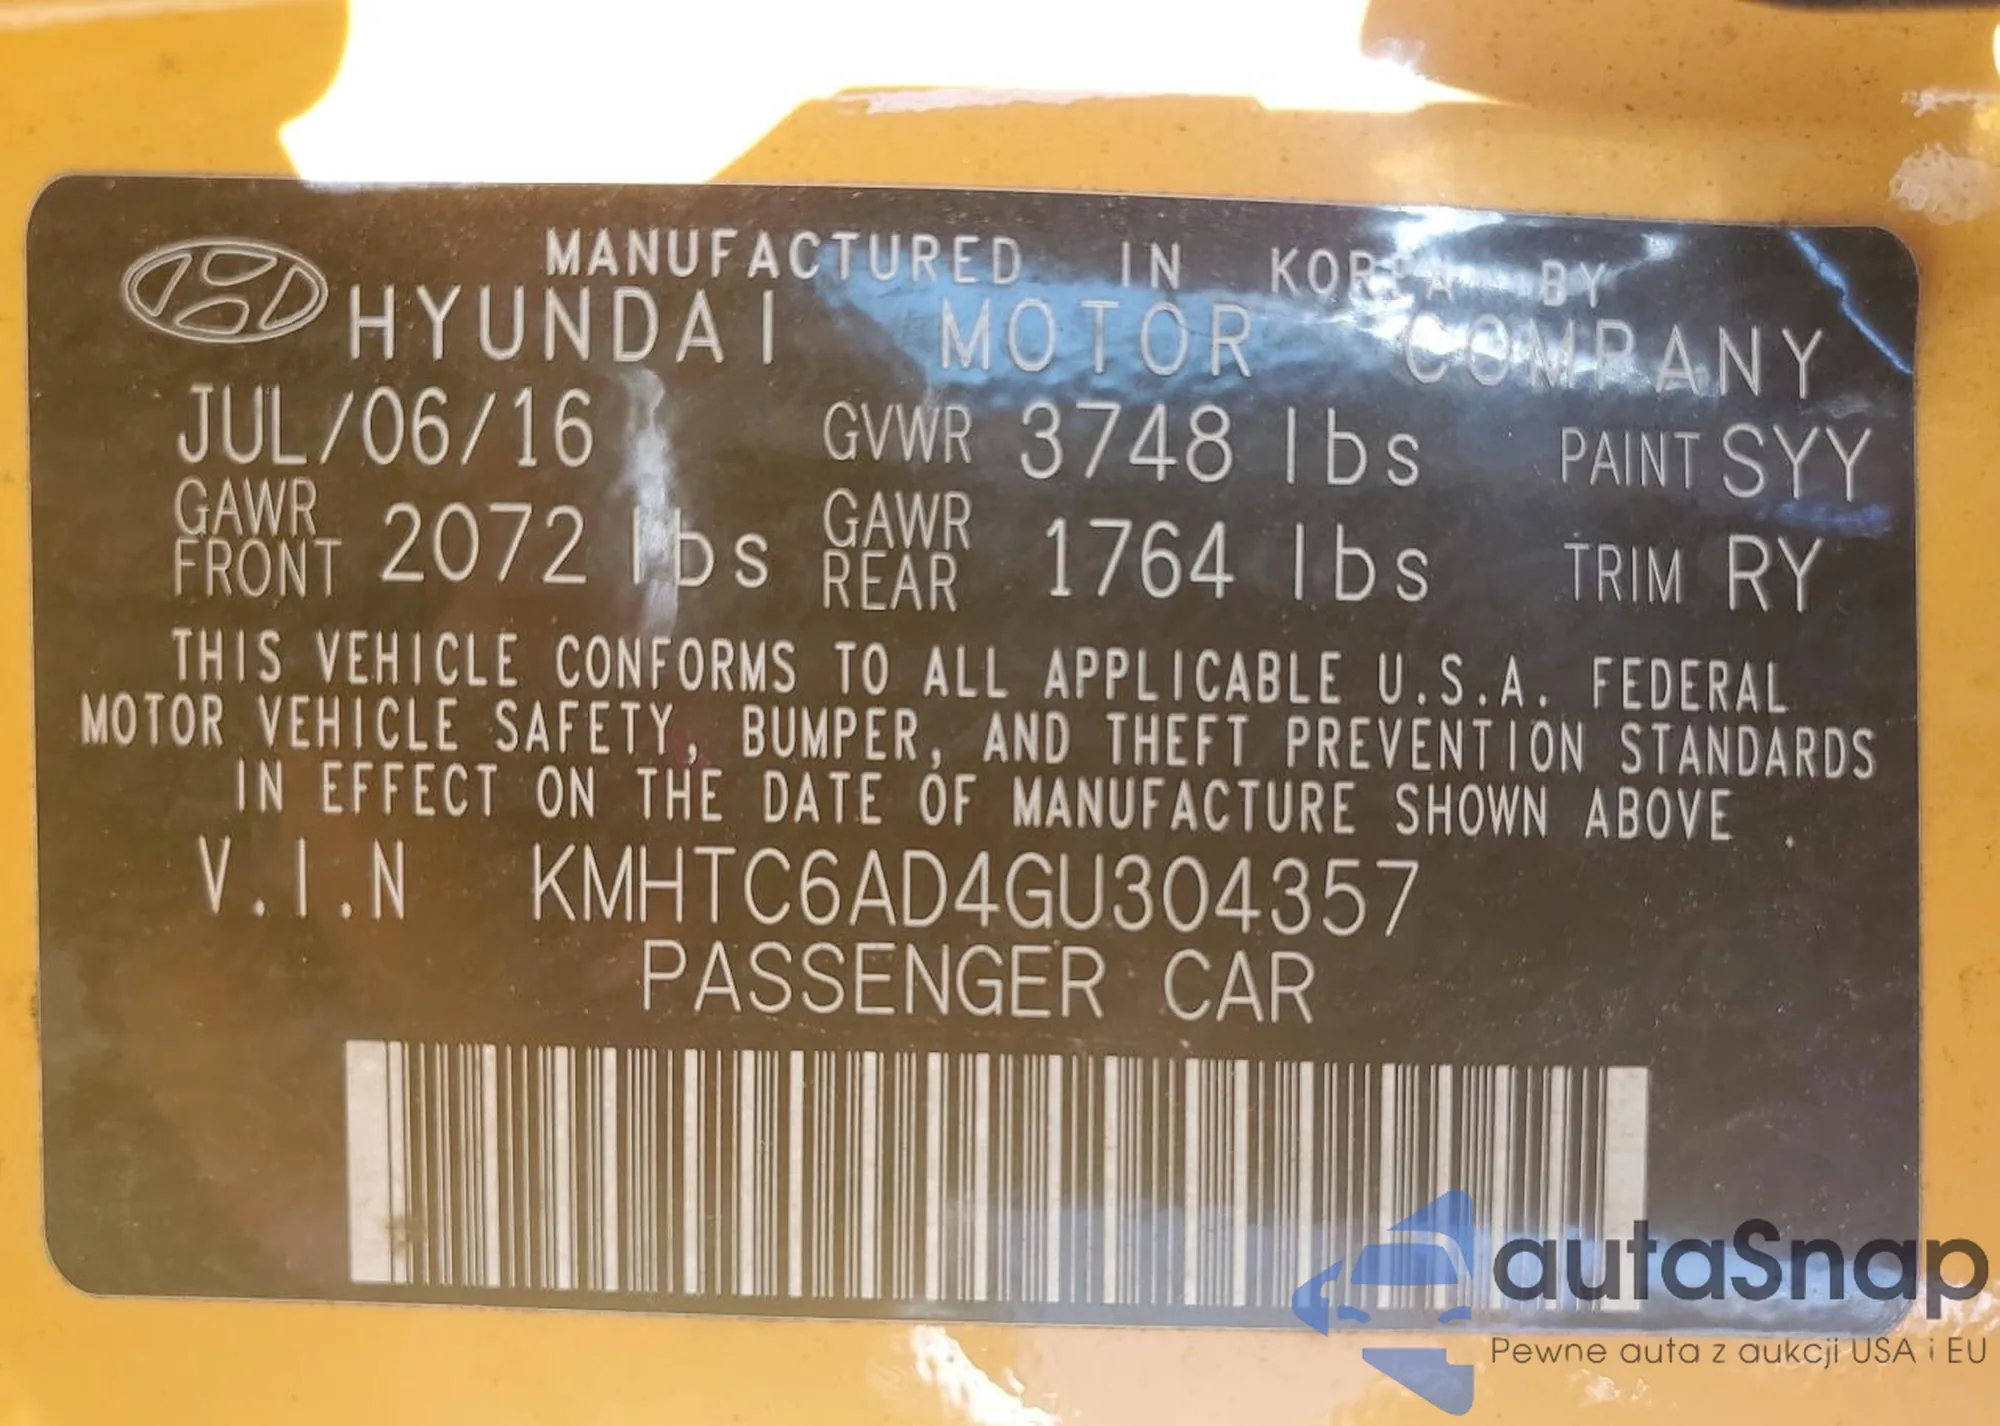 MANUFACTURED IN KOREA BY
HYUNDAI MOTOR COMPANY
JUL/06/16 GVWR 3748 lbs PAINT SYY
GAWR FRONT 2072 lbs GAWR REAR 1764 lbs TRIM RY
THIS VEHICLE CONFORMS TO ALL APPLICABLE U.S.A. FEDERAL
MOTOR VEHICLE SAFETY, BUMPER, AND THEFT PREVENTION STANDARDS
IN EFFECT ON THE DATE OF MANUFACTURE SHOWN ABOVE.
V.I.N KMHTC6AD4GU304357
PASSENGER CAR
autaSnap
Pewne auta z aukcji USA i EU